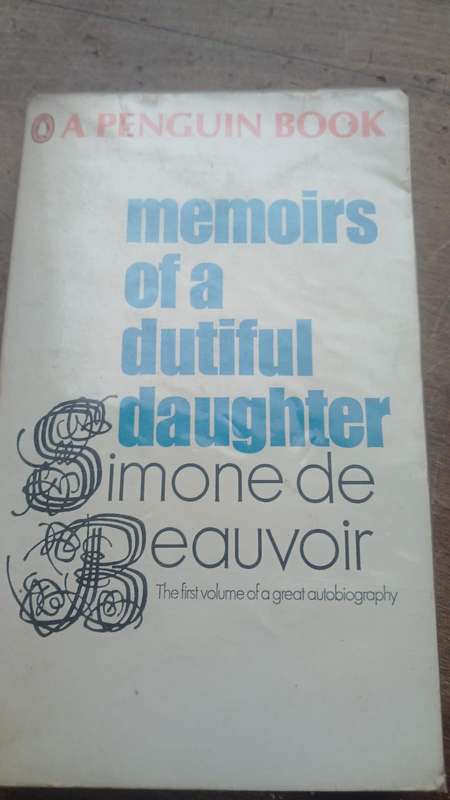 A PENGUIN BOOK
memoirs
of a
dutiful
daughter
Simone de
Beauvoir
The first volume of a great autobiography